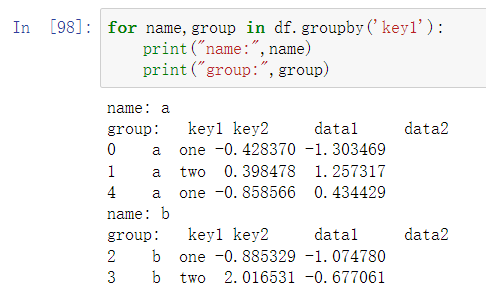 In [98]: for name,group in df.groupby('key1'):
    print("name:",name)
    print("group:",group)
name: a
group:   key1 key2     data1     data2
0    a  one -0.428370 -1.303469
1    a  two  0.398478  1.257317
4    a  one -0.858566  0.434429
name: b
group:   key1 key2     data1     data2
2    b  one -0.885329 -1.074780
3    b  two  2.016531 -0.677061